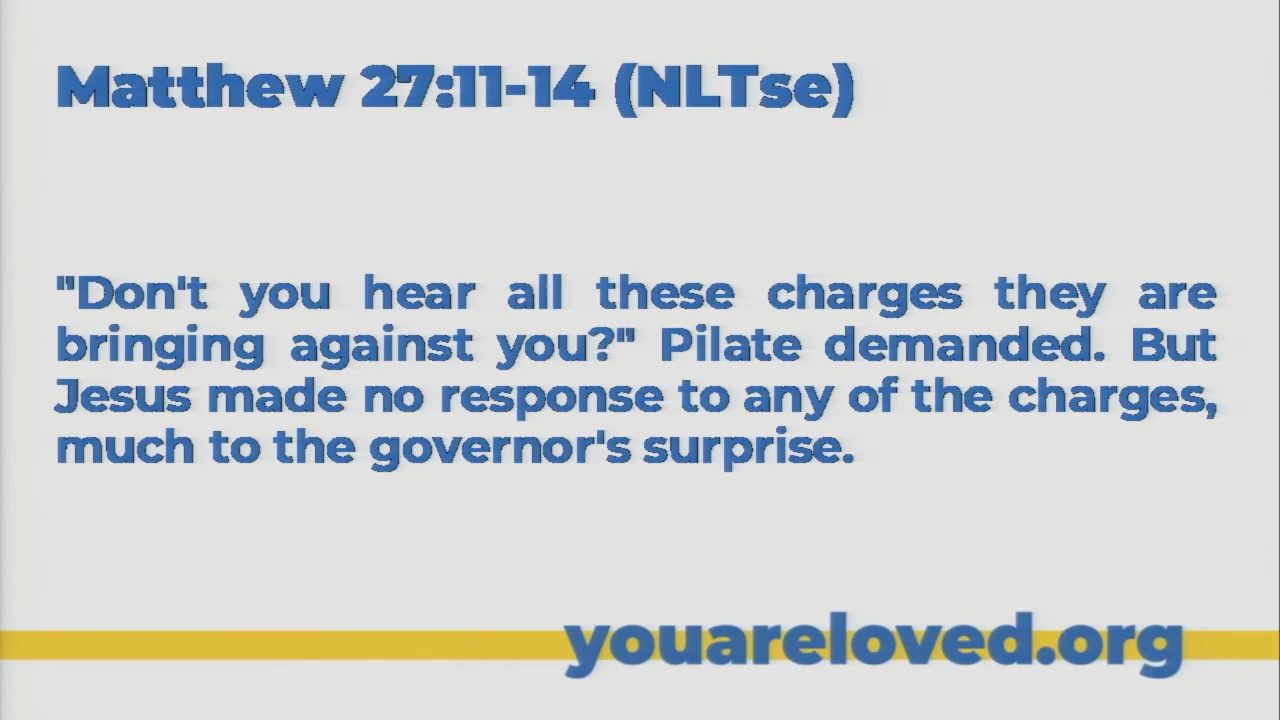 Matthew 27:11-14 (NLTse)
"Don't you hear all these charges they are
bringing against you?" Pilate demanded. But
Jesus made no response to any of the charges,
much to the governor's surprise.
youareloved.org